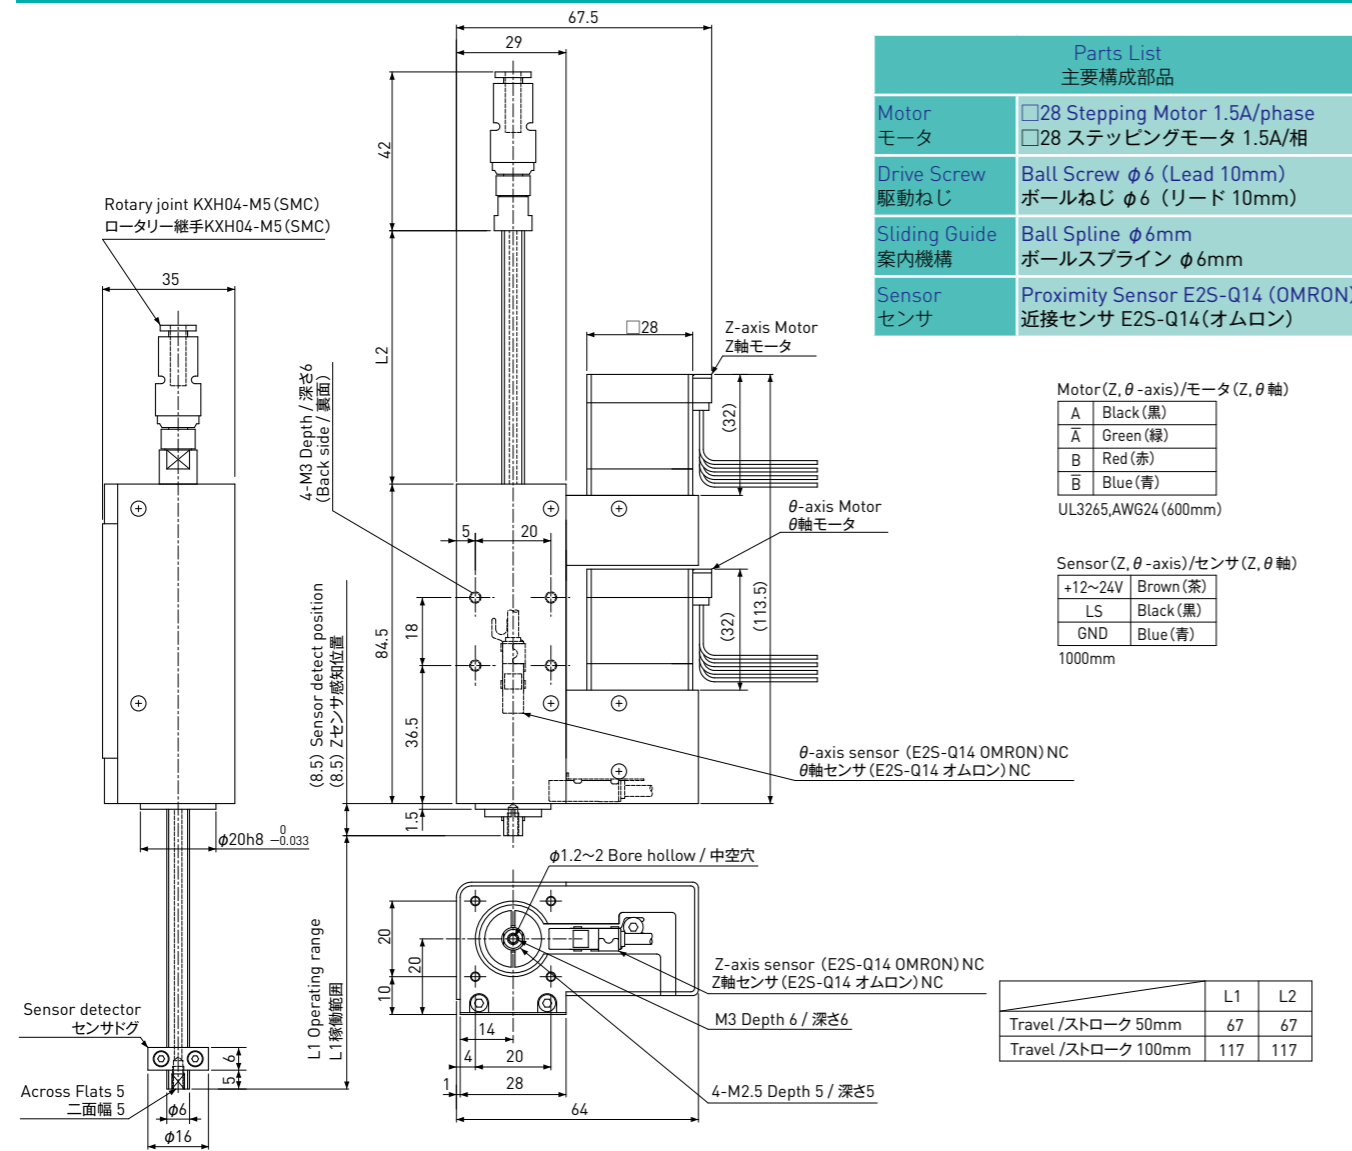 67.5
29
42
L2
84.5
Rotary joint KXH04-M5(SMC)
ロータリー継手KXH04-M5(SMC)
35
4-M3 Depth / 深さ6
(Back side / 裏面)
□28
Z-axis Motor
Z軸モータ
(32)
θ-axis Motor
θ軸モータ
(32)
(113.5)
5
20
18
36.5
1.5
(8.5) Sensor detect position
(8.5) Zセンサ感知位置
θ-axis sensor (E2S-Q14 OMRON) NC
θ軸センサ(E2S-Q14 オムロン) NC
φ20h8 0 −0.033
L1 Operating range
L1稼働範囲
Sensor detector
センサドグ
Across Flats 5
二面幅 5
6
5
φ6
φ16
φ1.2～2 Bore hollow / 中空穴
20
20
10
14
4
20
1
28
64
Z-axis sensor (E2S-Q14 OMRON) NC
Z軸センサ(E2S-Q14 オムロン) NC
M3 Depth 6 / 深さ6
4-M2.5 Depth 5 / 深さ5
Parts List
主要構成部品
Motor □28 Stepping Motor 1.5A/phase
モータ □28 ステッピングモータ 1.5A/相
Drive Screw Ball Screw φ6 (Lead 10mm)
駆動ねじ ボールねじ φ6 (リード 10mm)
Sliding Guide Ball Spline φ6mm
案内機構 ボールスプライン φ6mm
Sensor Proximity Sensor E2S-Q14 (OMRON)
センサ 近接センサ E2S-Q14(オムロン)
Motor(Z,θ-axis)/モータ(Z,θ軸)
A Black(黒)
A̅ Green(緑)
B Red(赤)
B̅ Blue(青)
UL3265,AWG24(600mm)
Sensor(Z,θ-axis)/センサ(Z,θ軸)
+12～24V Brown(茶)
LS Black(黒)
GND Blue(青)
1000mm
L1 L2
Travel /ストローク 50mm 67 67
Travel /ストローク 100mm 117 117